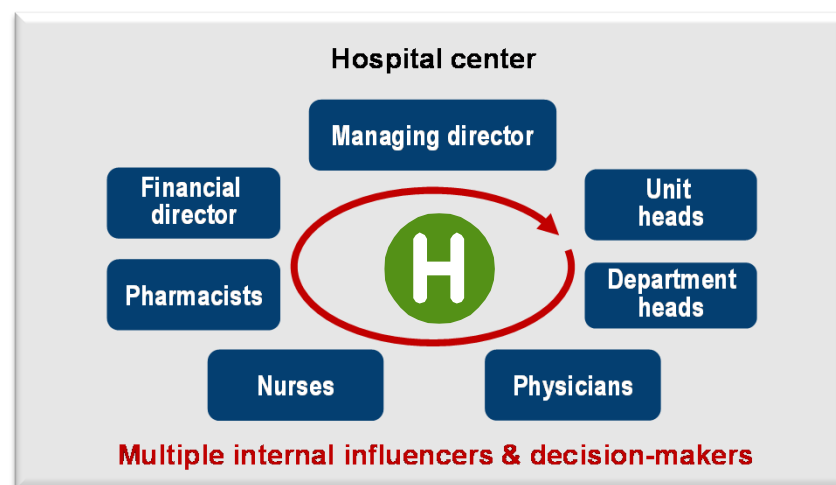 Hospital center
Managing director
Financial
director
Unit
heads
H
Pharmacists
Department
heads
Nurses
Physicians
Multiple internal influencers & decision-makers